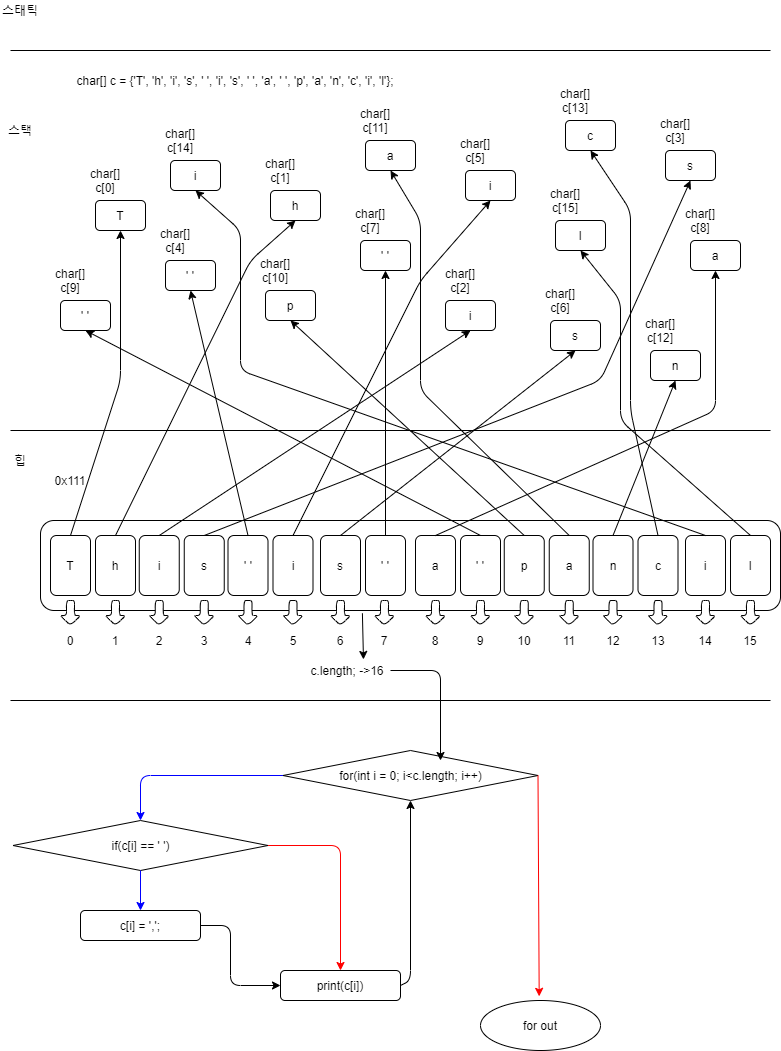 스태틱
char[] c = {'T', 'h', 'i', 's', ' ', 'i', 's', ' ', 'a', ' ', 'p', 'a', 'n', 'c', 'i', 'l'};
스택
char[]
c[13]
c
char[]
c[11]
a
char[]
c[3]
s
char[]
c[14]
i
char[]
c[5]
i
char[]
c[1]
h
char[]
c[0]
T
char[]
c[15]
l
char[]
c[7]
' '
char[]
c[8]
a
char[]
c[4]
' '
char[]
c[10]
p
char[]
c[9]
' '
char[]
c[2]
i
char[]
c[6]
s
char[]
c[12]
n
힙
0x111
T h i s ' ' i s ' ' a ' ' p a n c i l
0 1 2 3 4 5 6 7 8 9 10 11 12 13 14 15
c.length; ->16
for(int i = 0; i<c.length; i++)
if(c[i] == ' ')
c[i] = ',';
print(c[i])
for out